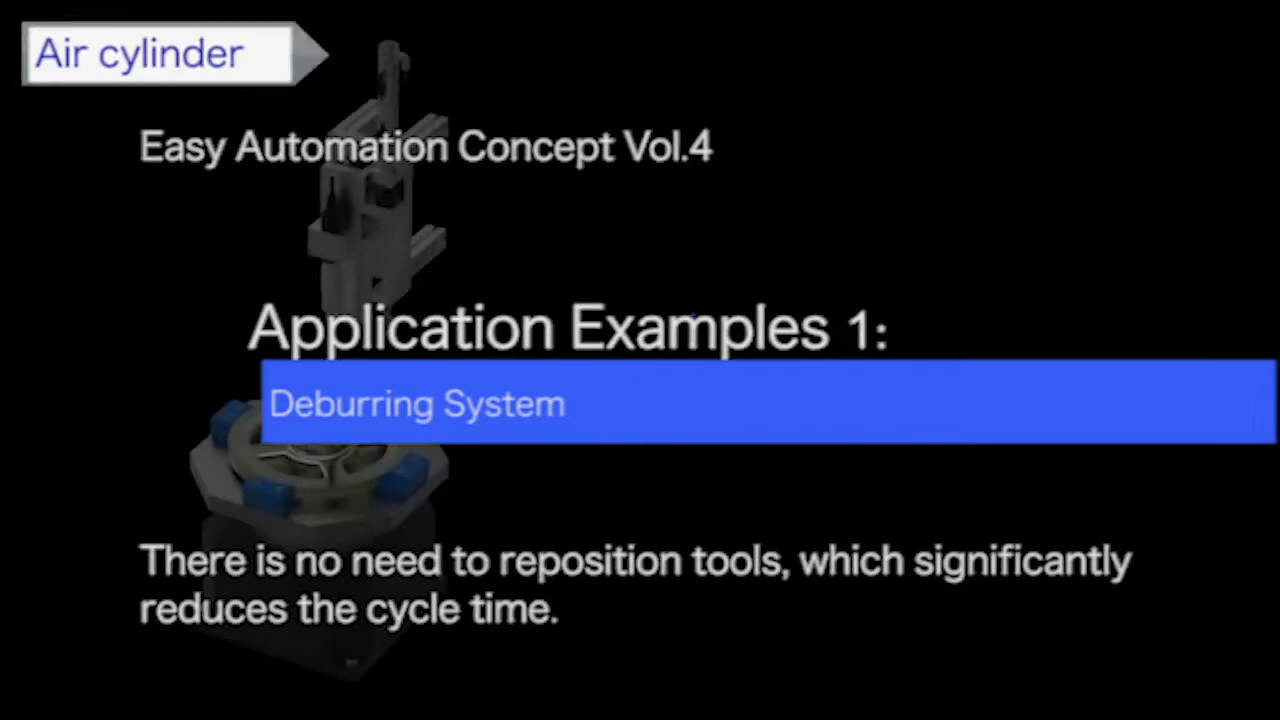 Air cylinder
Easy Automation Concept Vol.4
Application Examples 1:
Deburring System
There is no need to reposition tools, which significantly
reduces the cycle time.